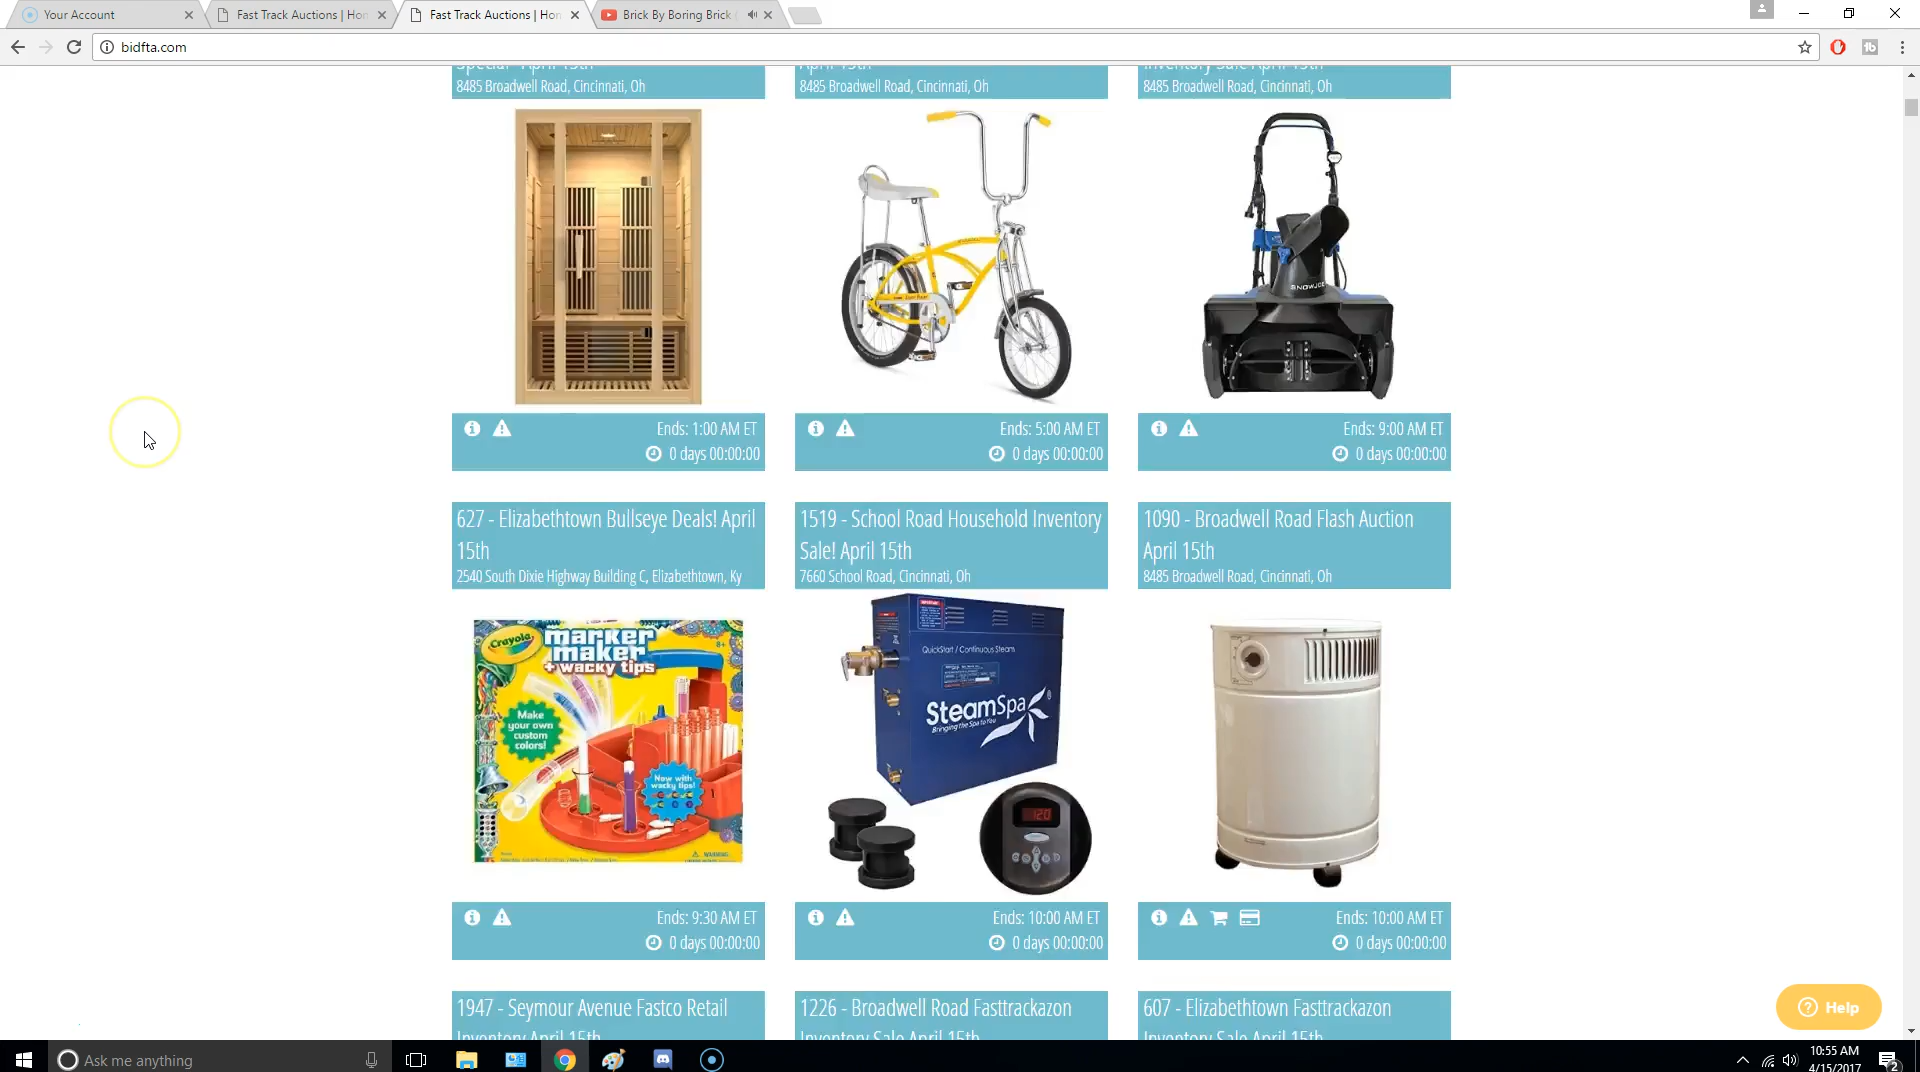 Your Account
Fast Track Auctions | Hon
Fast Track Auctions | Hon
Brick By Boring Brick
bidfta.com
Special - April 15th
April 15th
Inventory Sale April 15th
8485 Broadwell Road, Cincinnati, Oh
8485 Broadwell Road, Cincinnati, Oh
8485 Broadwell Road, Cincinnati, Oh
SNOWJOE
Ends: 1:00 AM ET
0 days 00:00:00
Ends: 5:00 AM ET
0 days 00:00:00
Ends: 9:00 AM ET
0 days 00:00:00
627 - Elizabethtown Bullseye Deals! April
15th
2540 South Dixie Highway Building C, Elizabethtown, Ky
1519 - School Road Household Inventory
Sale! April 15th
7660 School Road, Cincinnati, Oh
1090 - Broadwell Road Flash Auction
April 15th
8485 Broadwell Road, Cincinnati, Oh
Crayola
marker
maker
+wacky tips
8+
Make
your own
custom
colors!
Now with
wacky tips!
QuickStart / Continuous Steam
SteamSpa
Bringing the Spa to You
120
Ends: 9:30 AM ET
0 days 00:00:00
Ends: 10:00 AM ET
0 days 00:00:00
Ends: 10:00 AM ET
0 days 00:00:00
1947 - Seymour Avenue Fastco Retail
Inventory April 15th
1226 - Broadwell Road Fasttrackazon
Inventory Sale April 15th
607 - Elizabethtown Fasttrackazon
Inventory Sale April 15th
Help
Ask me anything
10:55 AM
4/15/2017
2